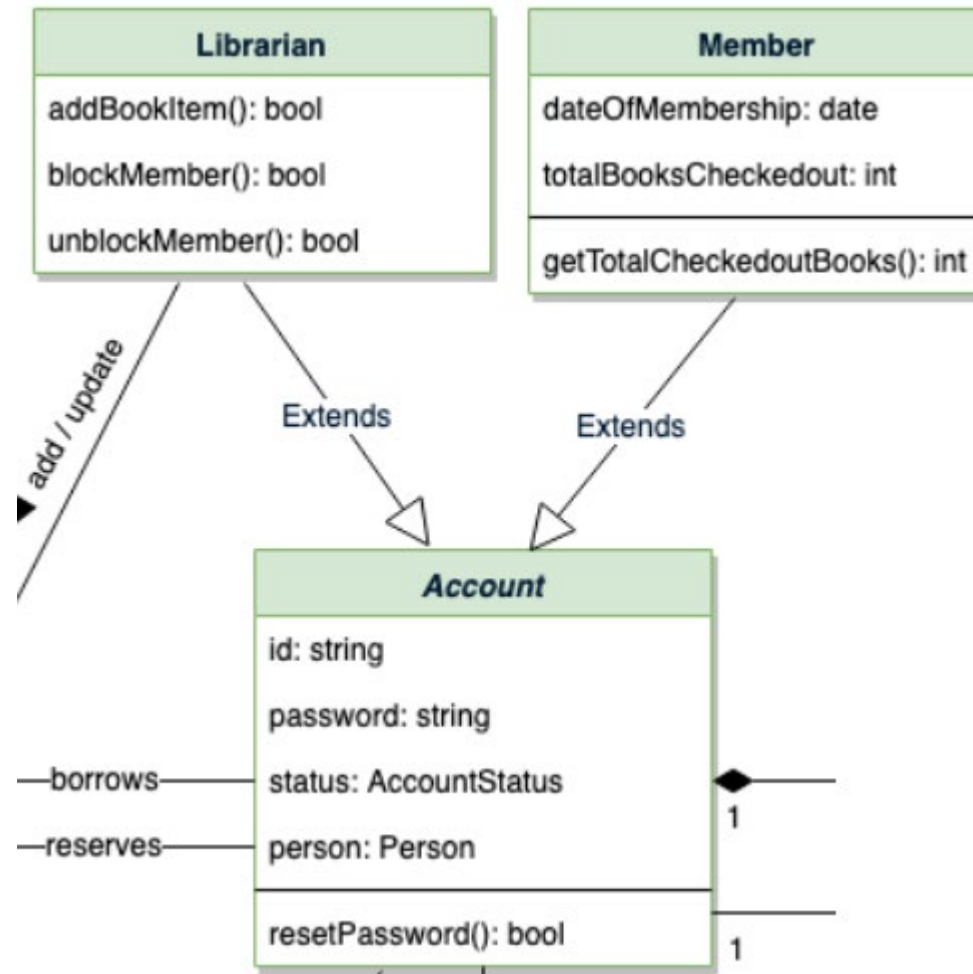 Librarian
addBookItem(): bool
blockMember(): bool
unblockMember(): bool
Member
dateOfMembership: date
totalBooksCheckedout: int
getTotalCheckedoutBooks(): int
add / update
Extends
Extends
Account
id: string
password: string
status: AccountStatus
person: Person
resetPassword(): bool
borrows
reserves
1
1